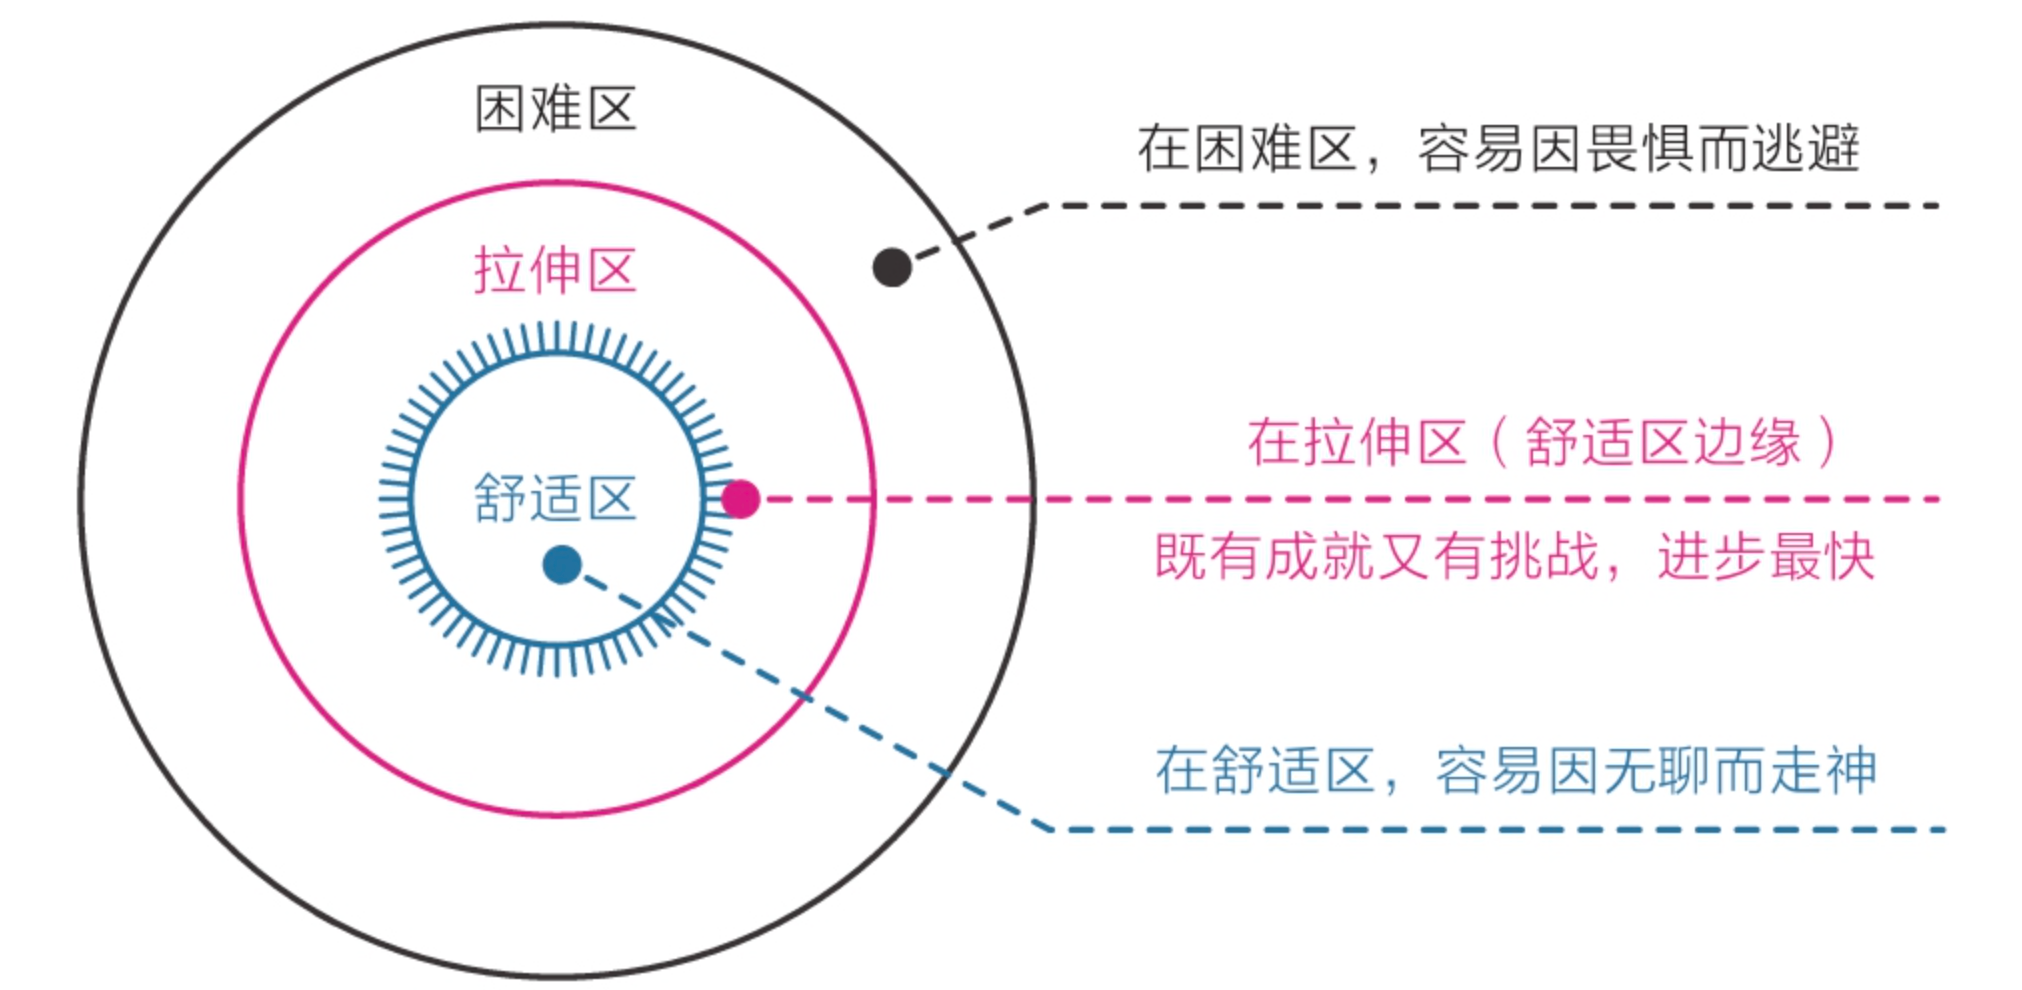 困难区
在困难区，容易因畏惧而逃避
拉伸区
在拉伸区（舒适区边缘）
舒适区
既有成就又有挑战，进步最快
在舒适区，容易因无聊而走神